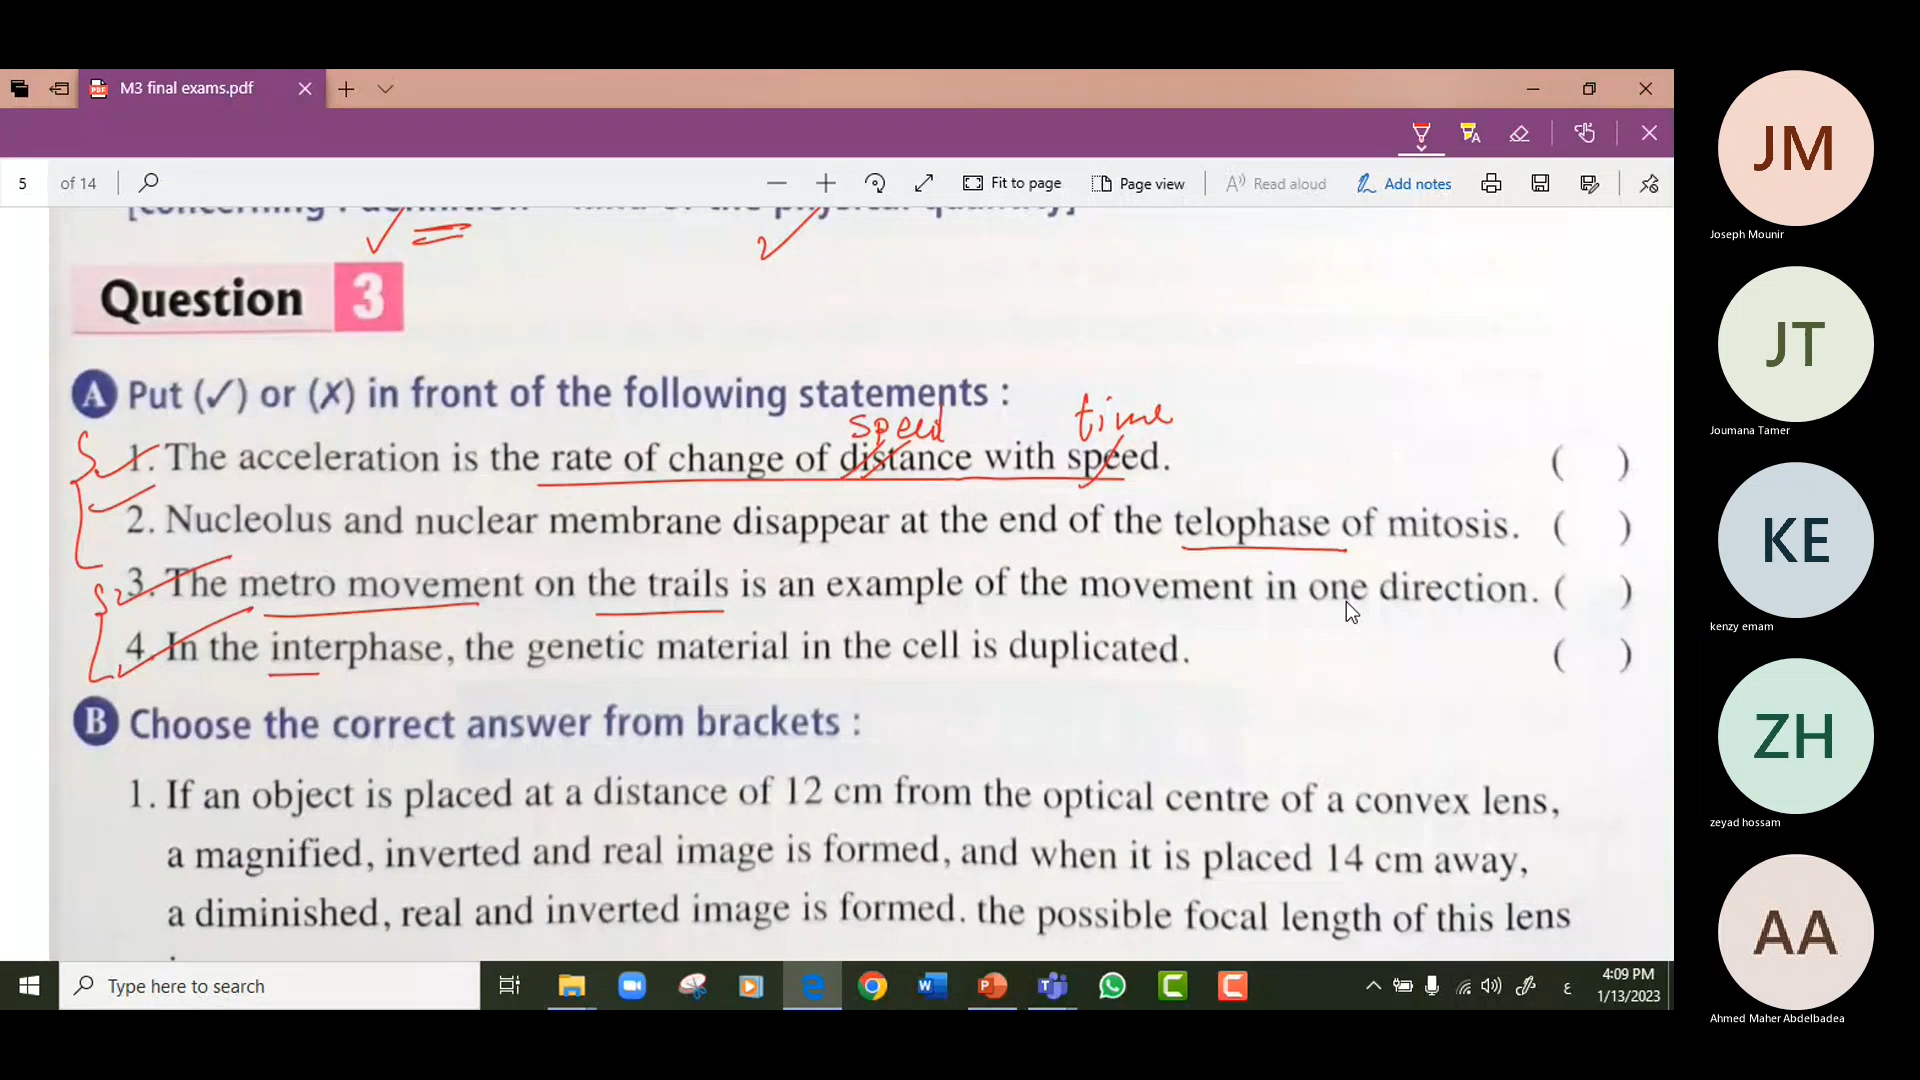 M3 final exams.pdf
5 of 14
Fit to page
Page view
Read aloud
Add notes
[concerning : definition - kind of the physical quantity]
Question 3
A Put (✓) or (✗) in front of the following statements :
speed time
1. The acceleration is the rate of change of distance with speed. ( )
2. Nucleolus and nuclear membrane disappear at the end of the telophase of mitosis. ( )
3. The metro movement on the trails is an example of the movement in one direction. ( )
4. In the interphase, the genetic material in the cell is duplicated. ( )
B Choose the correct answer from brackets :
1. If an object is placed at a distance of 12 cm from the optical centre of a convex lens,
a magnified, inverted and real image is formed, and when it is placed 14 cm away,
a diminished, real and inverted image is formed. the possible focal length of this lens
Type here to search
ع
4:09 PM
1/13/2023
JM
Joseph Mounir
JT
Joumana Tamer
KE
kenzy emam
ZH
zeyad hossam
AA
Ahmed Maher Abdelbadea